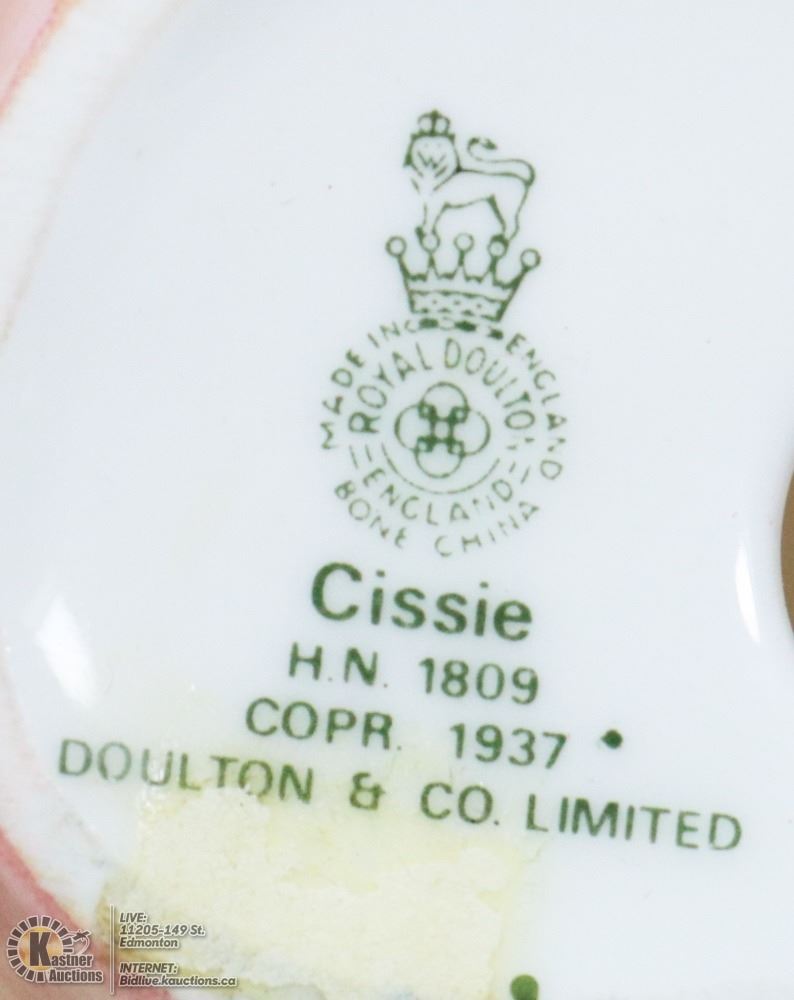 MADE IN ENGLAND
ROYAL DOULTON
ENGLAND
BONE CHINA
Cissie
H.N. 1809
COPR. 1937
DOULTON & CO. LIMITED
Kastner
Auctions
LIVE:
11205-149 St.
Edmonton
INTERNET:
Bidlive.kauctions.ca